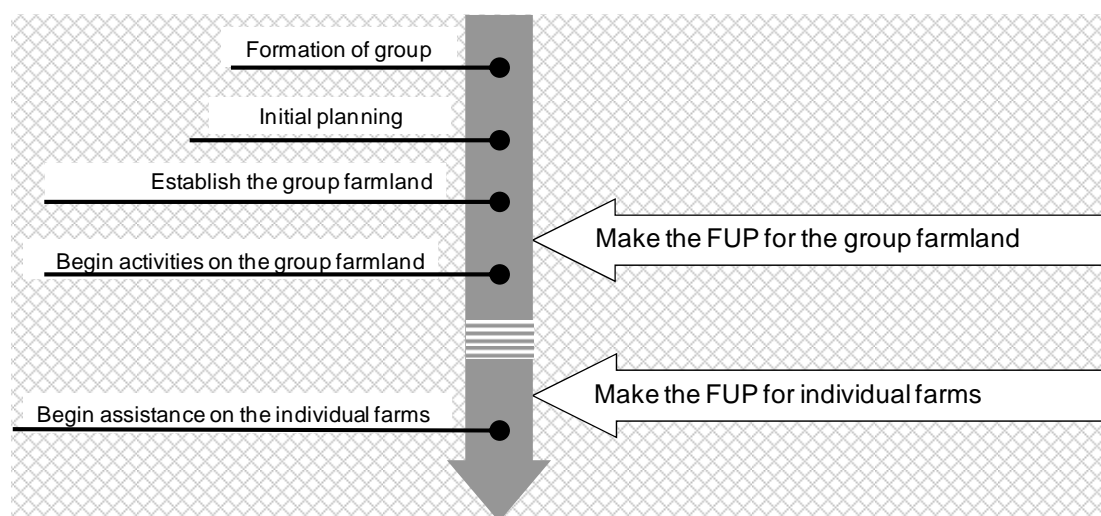 Formation of group
Initial planning
Establish the group farmland
Make the FUP for the group farmland
Begin activities on the group farmland
Make the FUP for individual farms
Begin assistance on the individual farms